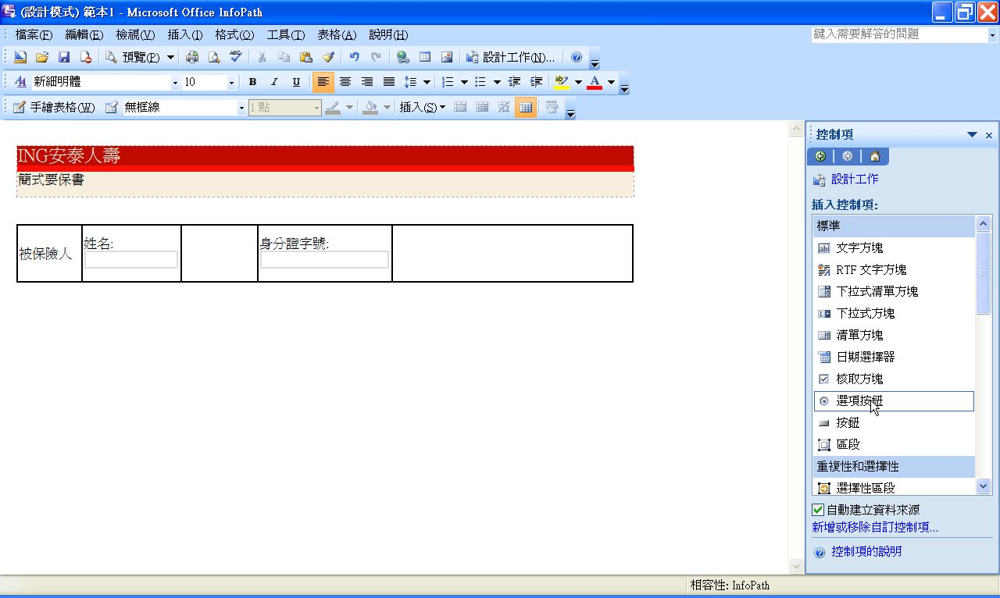 (設計模式) 範本1 - Microsoft Office InfoPath
檔案(F) 編輯(E) 檢視(V) 插入(I) 格式(O) 工具(T) 表格(A) 說明(H)
鍵入需要解答的問題
預覽(P) 設計工作(N)...
新細明體 10 B I U
手繪表格(W) 無框線 1 點 插入(S)
ING安泰人壽
簡式要保書
被保險人 姓名: 身分證字號:
控制項
設計工作
插入控制項:
標準
文字方塊
RTF 文字方塊
下拉式清單方塊
下拉式方塊
清單方塊
日期選擇器
核取方塊
選項按鈕
按鈕
區段
重複性和選擇性
選擇性區段
自動建立資料來源
新增或移除自訂控制項...
控制項的說明
相容性: InfoPath